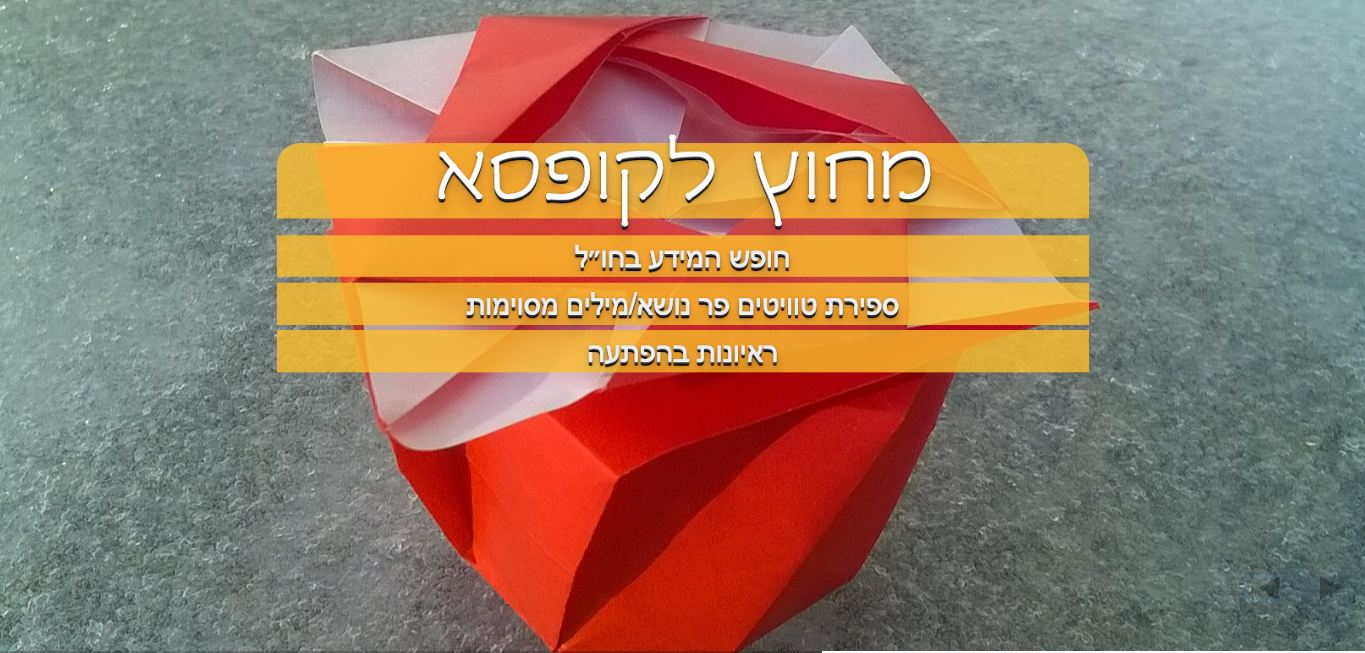 מחוץ לקופסא
חופש המידע בחו״ל
ספירת טוויטים פר נושא/מילים מסוימות
ראיונות בהפתעה